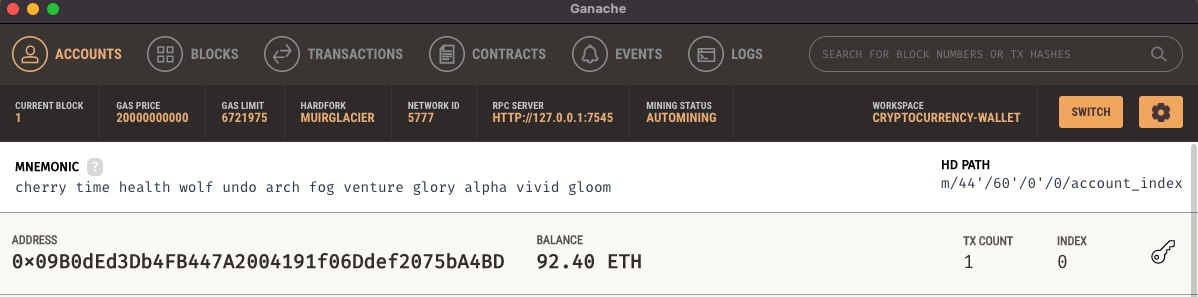 Ganache
ACCOUNTS BLOCKS TRANSACTIONS CONTRACTS EVENTS LOGS SEARCH FOR BLOCK NUMBERS OR TX HASHES
CURRENT BLOCK GAS PRICE GAS LIMIT HARDFORK NETWORK ID RPC SERVER MINING STATUS WORKSPACE
1 20000000000 6721975 MUIRGLACIER 5777 HTTP://127.0.0.1:7545 AUTOMINING CRYPTOCURRENCY-WALLET SWITCH
MNEMONIC ? HD PATH
cherry time health wolf undo arch fog venture glory alpha vivid gloom m/44'/60'/0'/0/account_index
ADDRESS BALANCE TX COUNT INDEX
0x09B0dEd3Db4FB447A2004191f06Ddef2075bA4BD 92.40 ETH 1 0